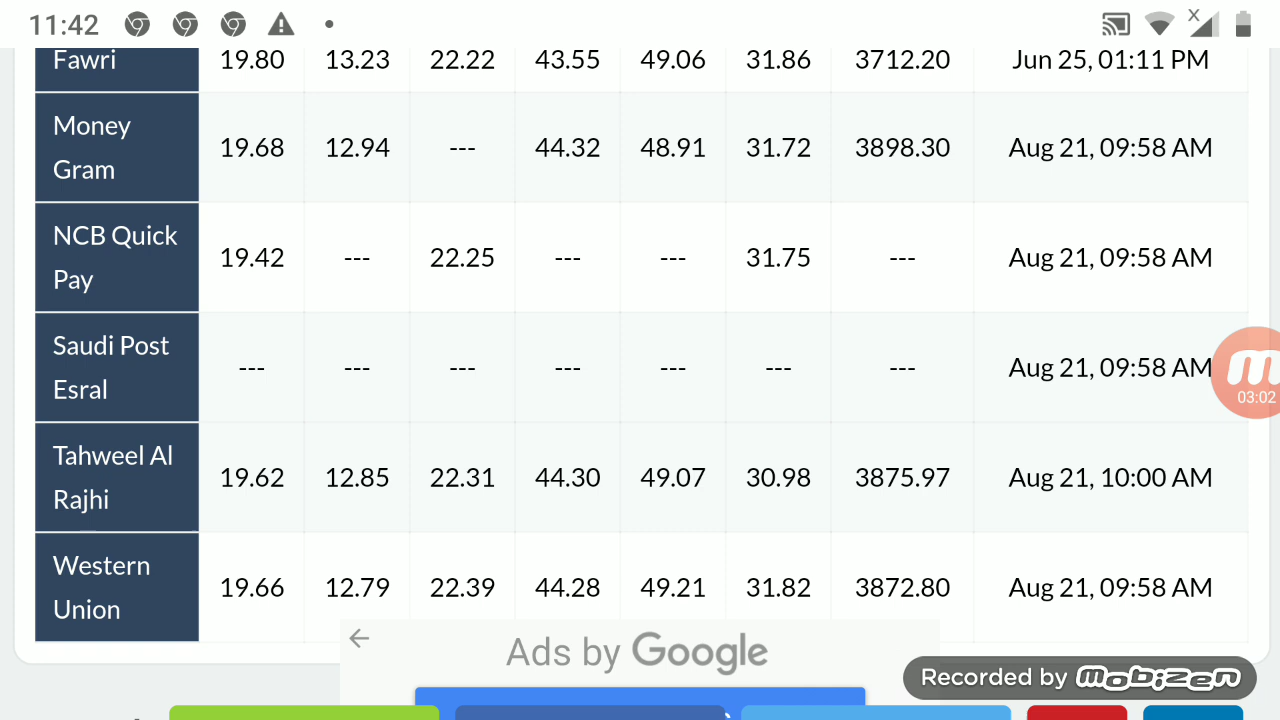 11:42
Fawri 19.80 13.23 22.22 43.55 49.06 31.86 3712.20 Jun 25, 01:11 PM
Money
Gram 19.68 12.94 --- 44.32 48.91 31.72 3898.30 Aug 21, 09:58 AM
NCB Quick
Pay 19.42 --- 22.25 --- --- 31.75 --- Aug 21, 09:58 AM
Saudi Post
Esral --- --- --- --- --- --- --- Aug 21, 09:58 AM
03:02
Tahweel Al
Rajhi 19.62 12.85 22.31 44.30 49.07 30.98 3875.97 Aug 21, 10:00 AM
Western
Union 19.66 12.79 22.39 44.28 49.21 31.82 3872.80 Aug 21, 09:58 AM
Ads by Google
Recorded by MOBIZEN